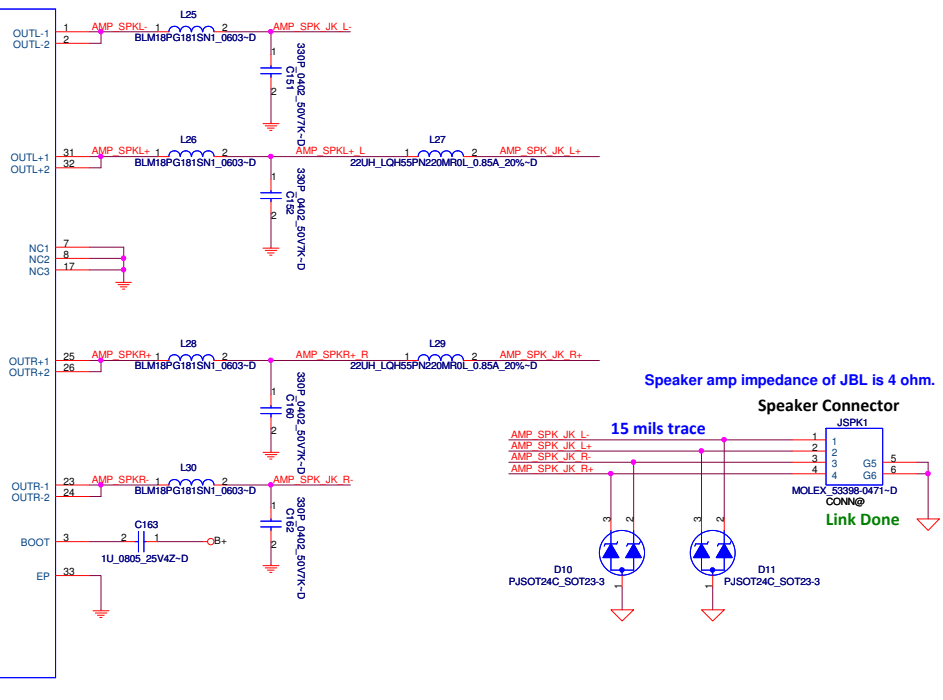 L25
OUTL-1 1 AMP_SPKL- 1 2 AMP_SPK_JK_L-
OUTL-2 2 BLM18PG181SN1_0603~D
1
C151
330P_0402_50V7K~D
2
L26 L27
OUTL+1 31 AMP_SPKL+ 1 2 AMP_SPKL+_L 1 2 AMP_SPK_JK_L+
OUTL+2 32 BLM18PG181SN1_0603~D 22UH_LQH55PN220MR0L_0.85A_20%~D
1
C152
330P_0402_50V7K~D
2
NC1 7
NC2 8
NC3 17
L28 L29
OUTR+1 25 AMP_SPKR+ 1 2 AMP_SPKR+_R 1 2 AMP_SPK_JK_R+
OUTR+2 26 BLM18PG181SN1_0603~D 22UH_LQH55PN220MR0L_0.85A_20%~D
1
C160
330P_0402_50V7K~D
2
L30
OUTR-1 23 AMP_SPKR- 1 2 AMP_SPK_JK_R-
OUTR-2 24 BLM18PG181SN1_0603~D
1
C162
330P_0402_50V7K~D
2
C163
BOOT 3 2 1 B+
1U_0805_25V4Z~D
EP 33
Speaker amp impedance of JBL is 4 ohm.
Speaker Connector
15 mils trace
JSPK1
AMP_SPK_JK_L- 1 1
AMP_SPK_JK_L+ 2 2
AMP_SPK_JK_R- 3 3 G5 5
AMP_SPK_JK_R+ 4 4 G6 6
MOLEX_53398-0471~D
CONN@
Link Done
3 2 3 2
D10 D11
PJSOT24C_SOT23-3 PJSOT24C_SOT23-3
1 1